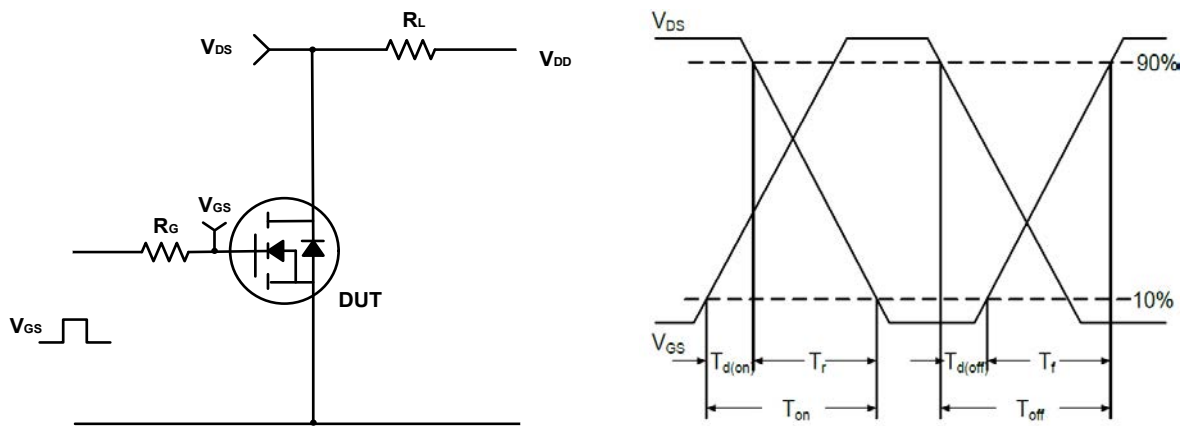 RL
VDS
VDD
VGS
RG
DUT
VGS
VDS
90%
10%
VGS
Td(on)
Tr
Td(off)
Tf
Ton
Toff